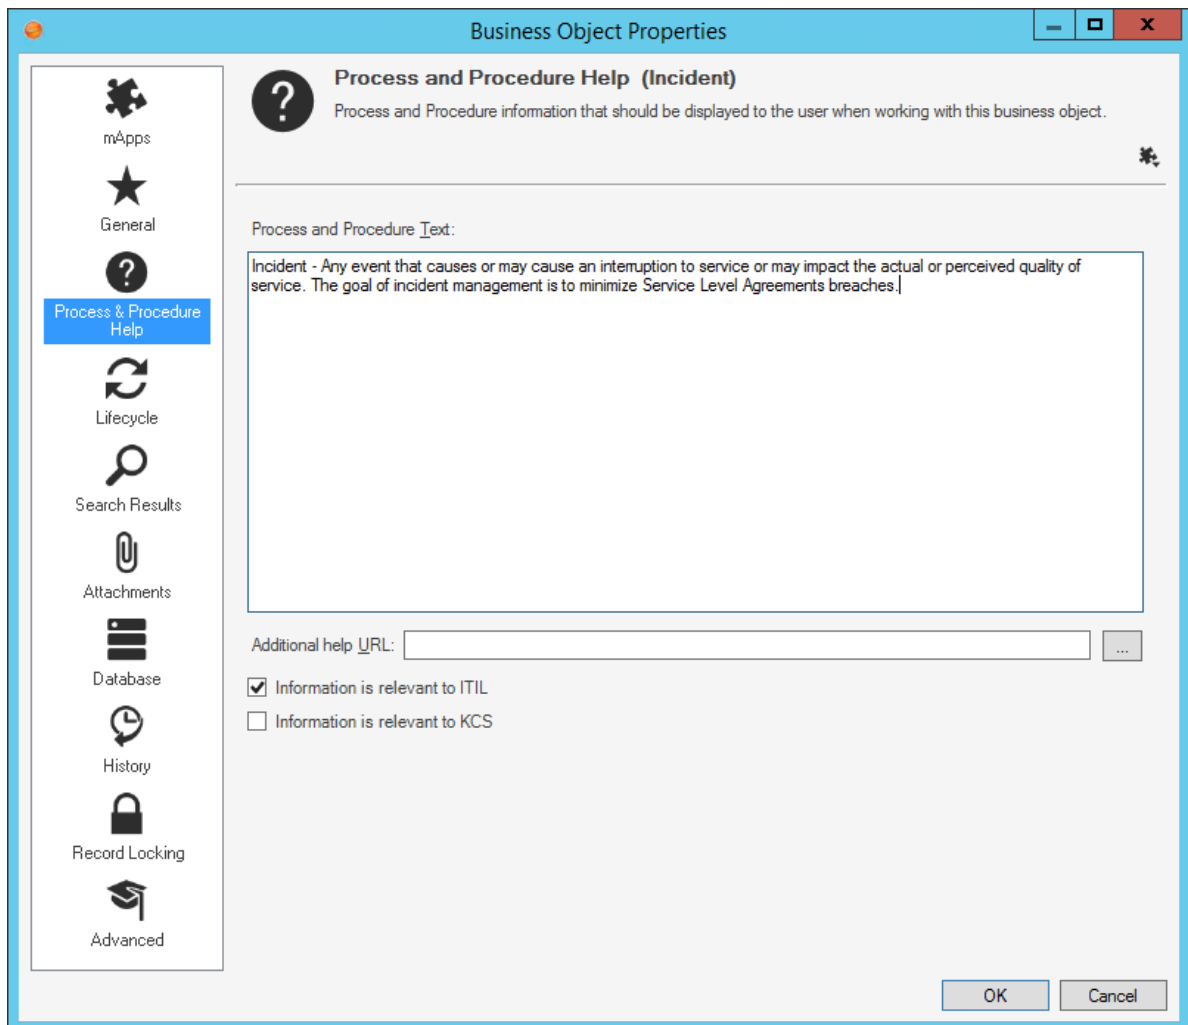 Business Object Properties
mApps
General
Process & Procedure
Help
Lifecycle
Search Results
Attachments
Database
History
Record Locking
Advanced
Process and Procedure Help (Incident)
Process and Procedure information that should be displayed to the user when working with this business object.
Process and Procedure Text:
Incident - Any event that causes or may cause an interruption to service or may impact the actual or perceived quality of
service. The goal of incident management is to minimize Service Level Agreements breaches.
Additional help URL:
...
Information is relevant to ITIL
Information is relevant to KCS
OK
Cancel